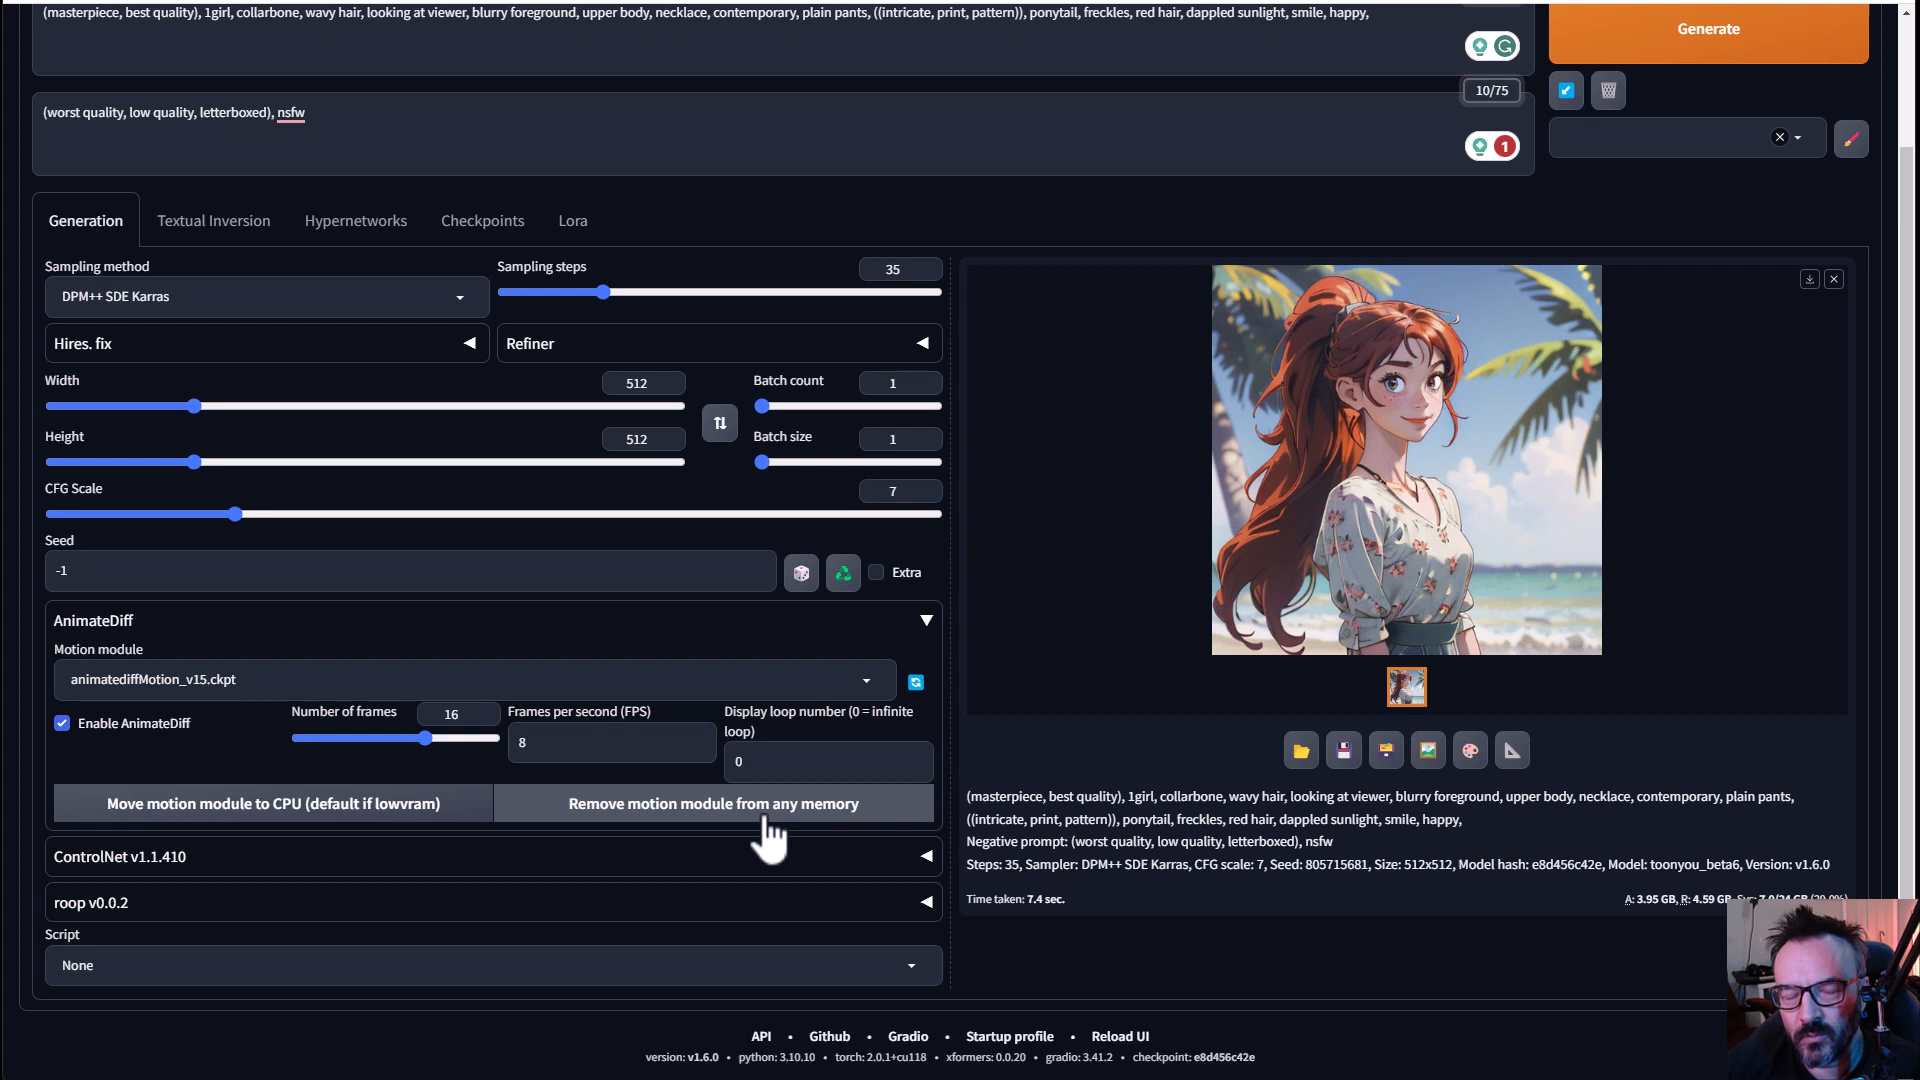 (masterpiece, best quality), 1girl, collarbone, wavy hair, looking at viewer, blurry foreground, upper body, necklace, contemporary, plain pants, ((intricate, print, pattern)), ponytail, freckles, red hair, dappled sunlight, smile, happy,
Generate
10/75
(worst quality, low quality, letterboxed), nsfw
1
Generation Textual Inversion Hypernetworks Checkpoints Lora
Sampling method
DPM++ SDE Karras
Sampling steps
35
Hires. fix
Refiner
Width
512
Batch count
1
Height
512
Batch size
1
CFG Scale
7
Seed
-1
Extra
AnimateDiff
Motion module
animatediffMotion_v15.ckpt
Enable AnimateDiff
Number of frames
16
Frames per second (FPS)
8
Display loop number (0 = infinite
loop)
0
Move motion module to CPU (default if lowvram)
Remove motion module from any memory
ControlNet v1.1.410
roop v0.0.2
Script
None
(masterpiece, best quality), 1girl, collarbone, wavy hair, looking at viewer, blurry foreground, upper body, necklace, contemporary, plain pants,
((intricate, print, pattern)), ponytail, freckles, red hair, dappled sunlight, smile, happy,
Negative prompt: (worst quality, low quality, letterboxed), nsfw
Steps: 35, Sampler: DPM++ SDE Karras, CFG scale: 7, Seed: 805715681, Size: 512x512, Model hash: e8d456c42e, Model: toonyou_beta6, Version: v1.6.0
Time taken: 7.4 sec.
A: 3.95 GB, R: 4.59 GB,
API • Github • Gradio • Startup profile • Reload UI
version: v1.6.0 • python: 3.10.10 • torch: 2.0.1+cu118 • xformers: 0.0.20 • gradio: 3.41.2 • checkpoint: e8d456c42e